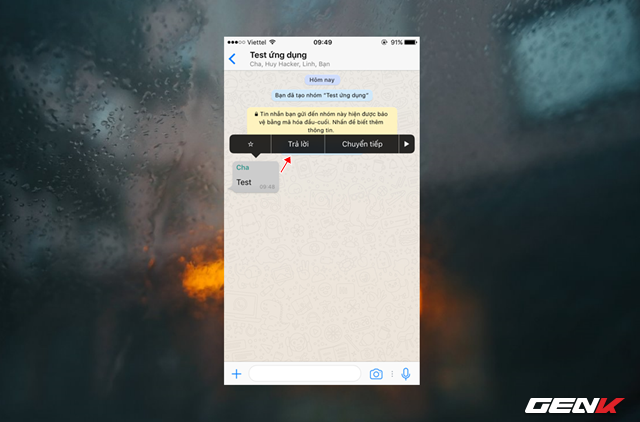 Viettel 09:49 91%
Test ứng dụng
Cha, Huy Hacker, Linh, Bạn
Hôm nay
Bạn đã tạo nhóm "Test ứng dụng"
Tin nhắn bạn gửi đến nhóm này hiện được bảo
vệ bằng mã hóa đầu-cuối. Nhấn để biết thêm
thông tin.
☆ Trả lời Chuyển tiếp ▶
Cha
Test
09:48
GENK